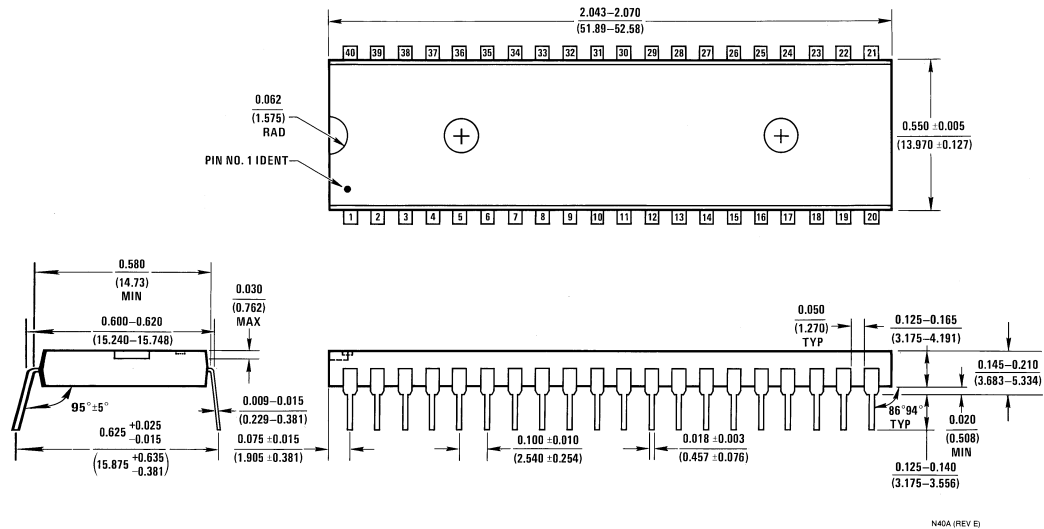 2.043–2.070
(51.89–52.58)
40 39 38 37 36 35 34 33 32 31 30 29 28 27 26 25 24 23 22 21
0.062
(1.575)
RAD
0.550 ±0.005
(13.970 ±0.127)
PIN NO. 1 IDENT
1 2 3 4 5 6 7 8 9 10 11 12 13 14 15 16 17 18 19 20
0.580
(14.73)
MIN
0.030
(0.762)
MAX
0.600–0.620
(15.240–15.748)
0.050
(1.270)
TYP
0.125–0.165
(3.175–4.191)
0.145–0.210
(3.683–5.334)
95°±5°
0.009–0.015
(0.229–0.381)
86°94°
TYP
0.020
(0.508)
MIN
0.625 +0.025 -0.015
(15.875 +0.635 -0.381)
0.075 ±0.015
(1.905 ±0.381)
0.100 ±0.010
(2.540 ±0.254)
0.018 ±0.003
(0.457 ±0.076)
0.125–0.140
(3.175–3.556)
N40A (REV E)